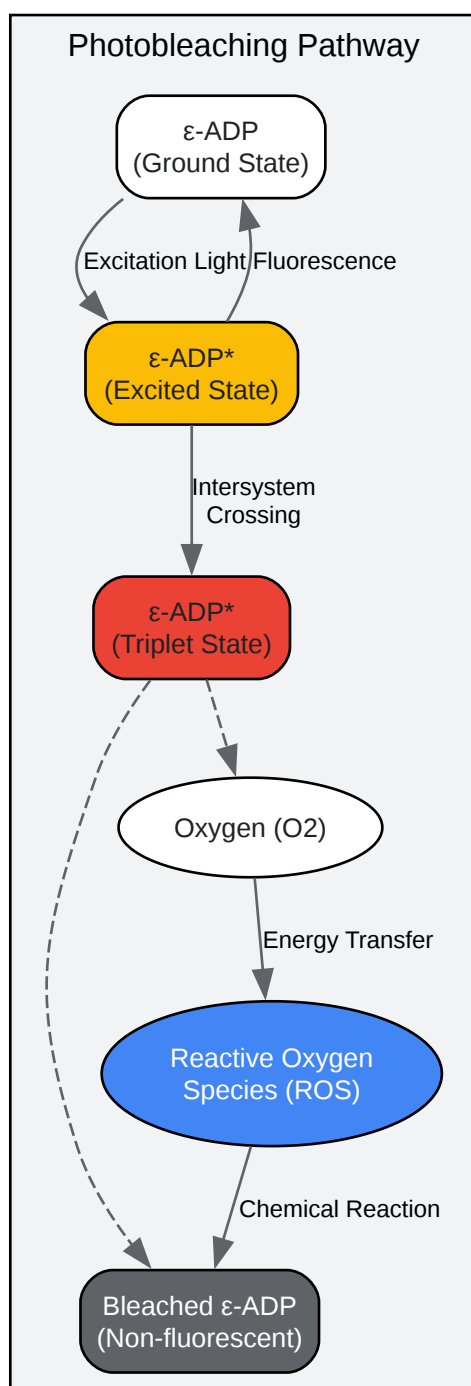 Photobleaching Pathway
ε-ADP
(Ground State)
Excitation Light
Fluorescence
ε-ADP*
(Excited State)
Intersystem
Crossing
ε-ADP*
(Triplet State)
Oxygen (O2)
Energy Transfer
Reactive Oxygen
Species (ROS)
Chemical Reaction
Bleached ε-ADP
(Non-fluorescent)